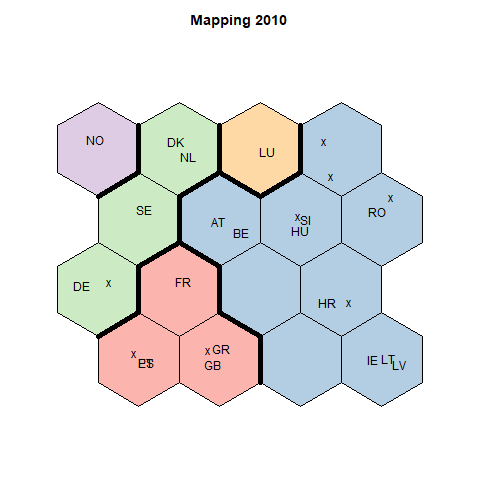 Mapping 2010
NO
DK
NL
LU
x
x
SE
AT
BE
x
SI
HU
RO
x
DE
x
FR
HR
x
x
ES
x
GR
GB
IE
LT
LV